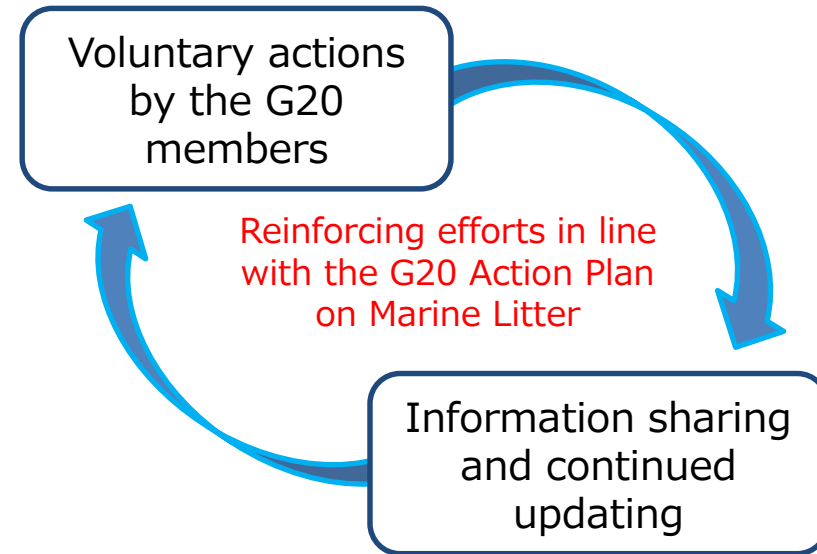 Voluntary actions
by the G20
members
Reinforcing efforts in line
with the G20 Action Plan
on Marine Litter
Information sharing
and continued
updating